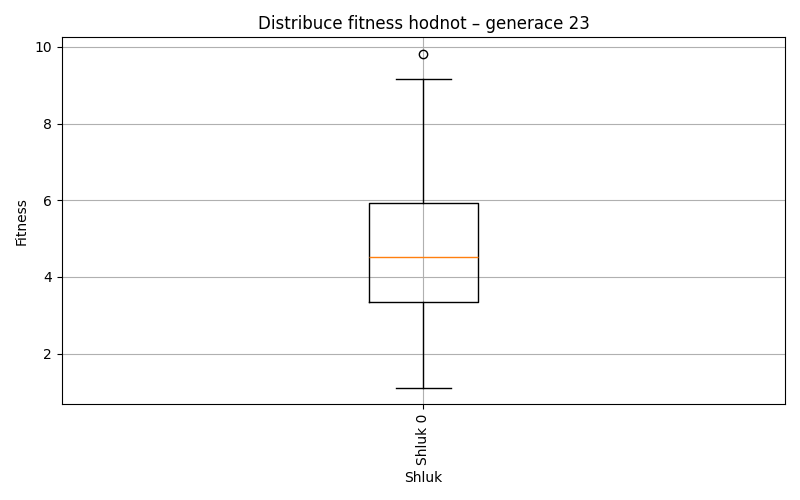 Distribuce fitness hodnot – generace 23
10
8
6
4
2
Fitness
Shluk 0
Shluk